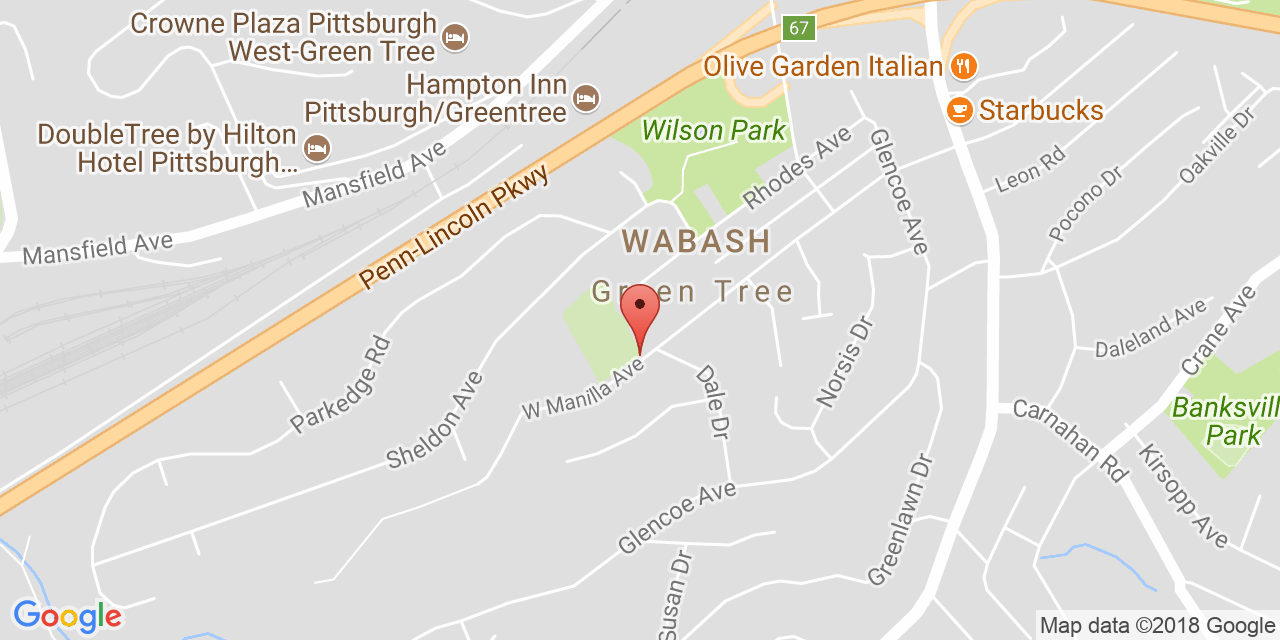 Crowne Plaza Pittsburgh
West-Green Tree
67
Olive Garden Italian
Hampton Inn
Pittsburgh/Greentree
Starbucks
DoubleTree by Hilton
Hotel Pittsburgh...
Wilson Park
Mansfield Ave
Rhodes Ave
Glencoe Ave
Leon Rd
Oakville Dr
Pocono Dr
Mansfield Ave
Penn-Lincoln Pkwy
WABASH
Green Tree
Parkedge Rd
Sheldon Ave
W Manilla Ave
Dale Dr
Norsis Dr
Daleland Ave
Crane Ave
Banksvill
Park
Carnahan Rd
Kirsopp Ave
Glencoe Ave
Greenlawn Dr
Susan Dr
Google
Map data ©2018 Google